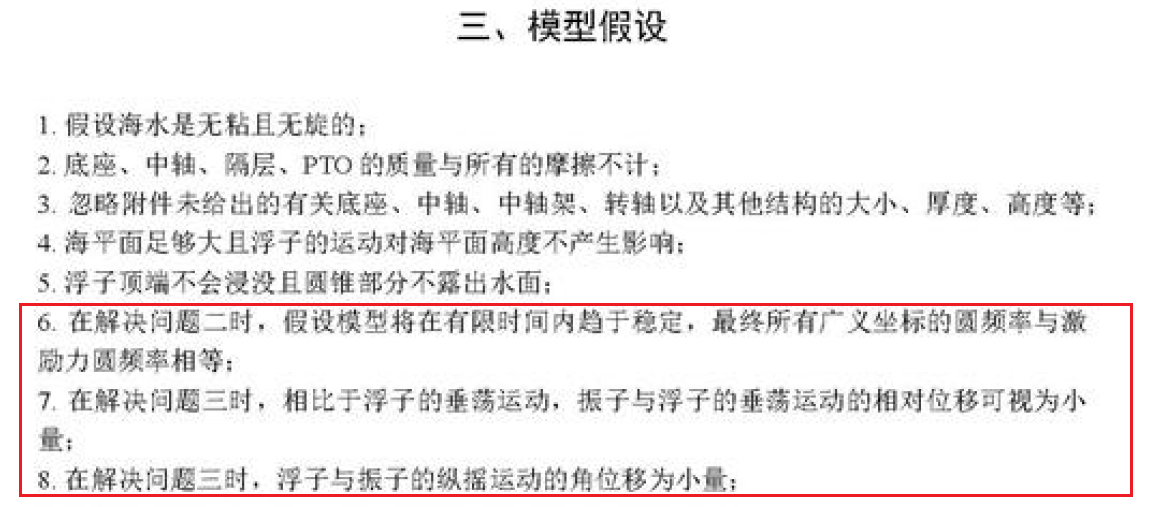 三、模型假设
1. 假设海水是无粘且无旋的；
2. 底座、中轴、隔层、PTO 的质量与所有的摩擦不计；
3. 忽略附件未给出的有关底座、中轴、中轴架、转轴以及其他结构的大小、厚度、高度等；
4. 海平面足够大且浮子的运动对海平面高度不产生影响；
5. 浮子顶端不会浸没且圆锥部分不露出水面；
6. 在解决问题二时，假设模型将在有限时间内趋于稳定，最终所有广义坐标的圆频率与激
励力圆频率相等；
7. 在解决问题三时，相比于浮子的垂荡运动，振子与浮子的垂荡运动的相对位移可视为小
量；
8. 在解决问题三时，浮子与振子的纵摇运动的角位移为小量；